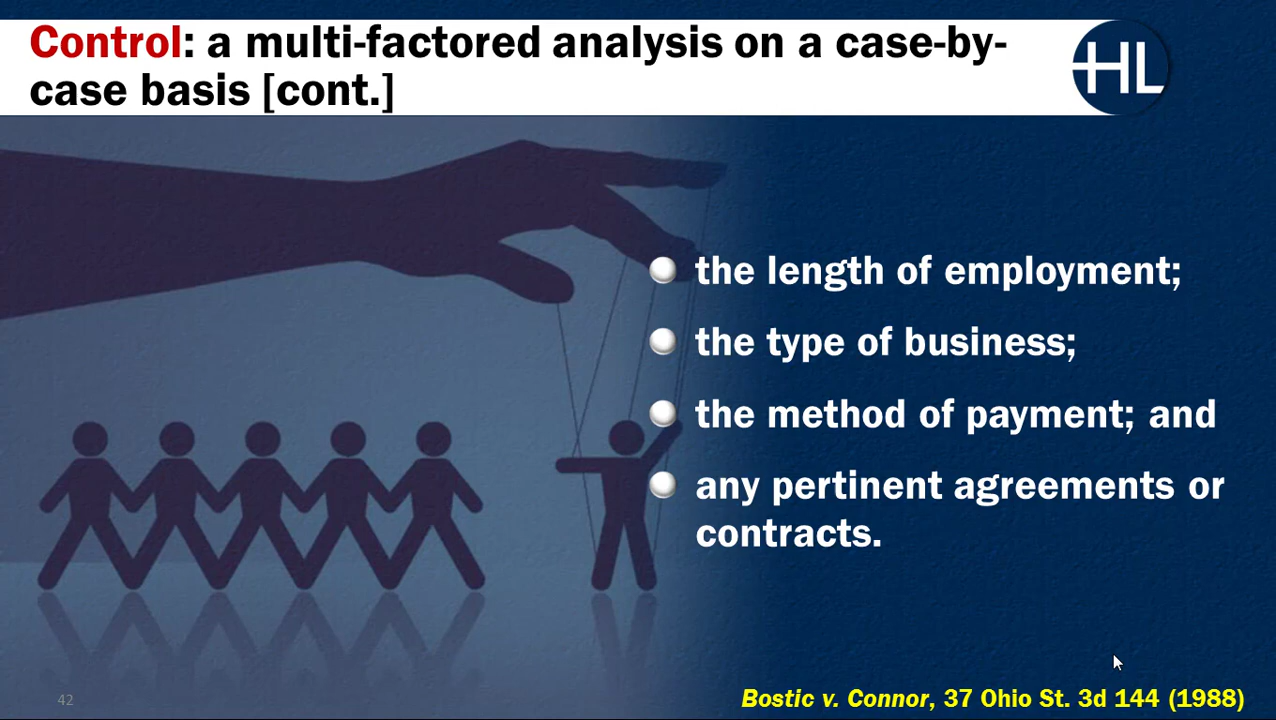 Control: a multi-factored analysis on a case-by-
case basis [cont.]
HL
the length of employment;
the type of business;
the method of payment; and
any pertinent agreements or
contracts.
42
Bostic v. Connor, 37 Ohio St. 3d 144 (1988)